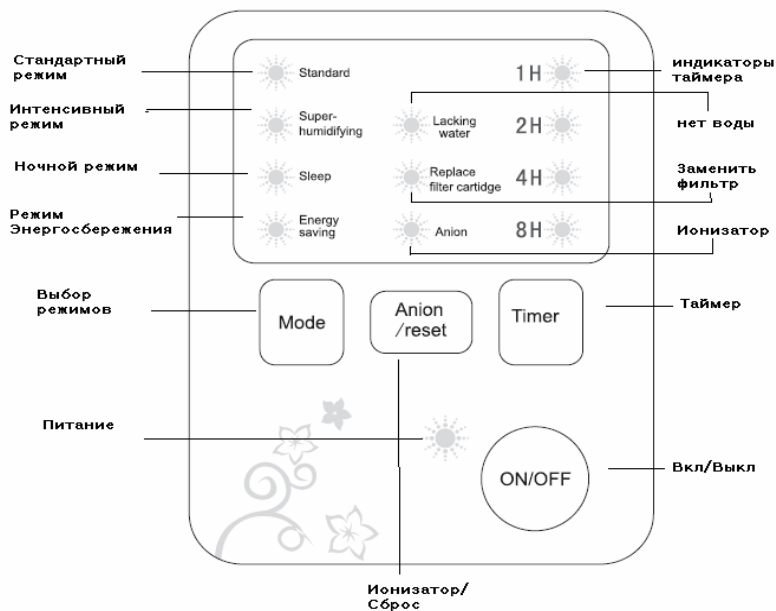 Стандартный
режим
Интенсивный
режим
Ночной режим
Режим
Энергосбережения
Выбор
режимов
Питание
Standard
Super-
humidifying
Sleep
Energy
saving
Lacking
water
Replace
filter cartidge
Anion
1H
2H
4H
8H
Mode
Anion
/reset
Timer
ON/OFF
индикаторы
таймера
нет воды
Заменить
фильтр
Ионизатор
Таймер
Вкл/Выкл
Ионизатор/
Сброс